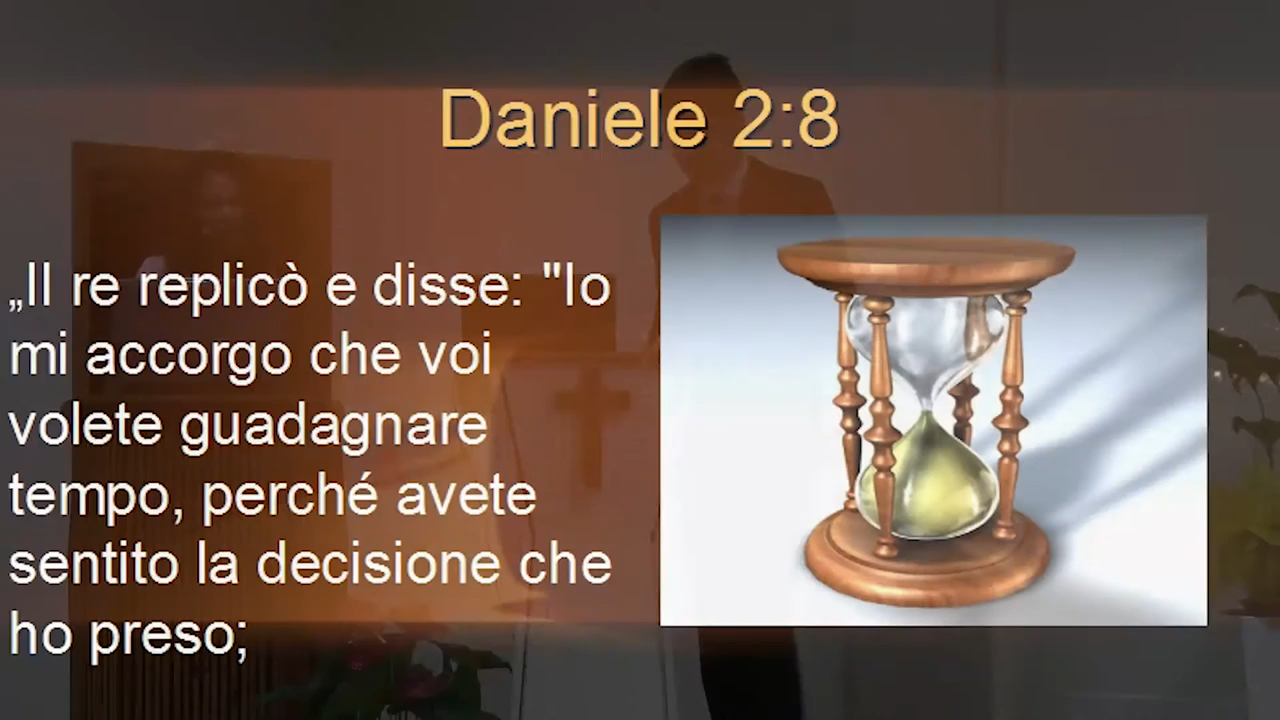 Daniele 2:8
„Il re replicò e disse: "Io
mi accorgo che voi
volete guadagnare
tempo, perché avete
sentito la decisione che
ho preso;